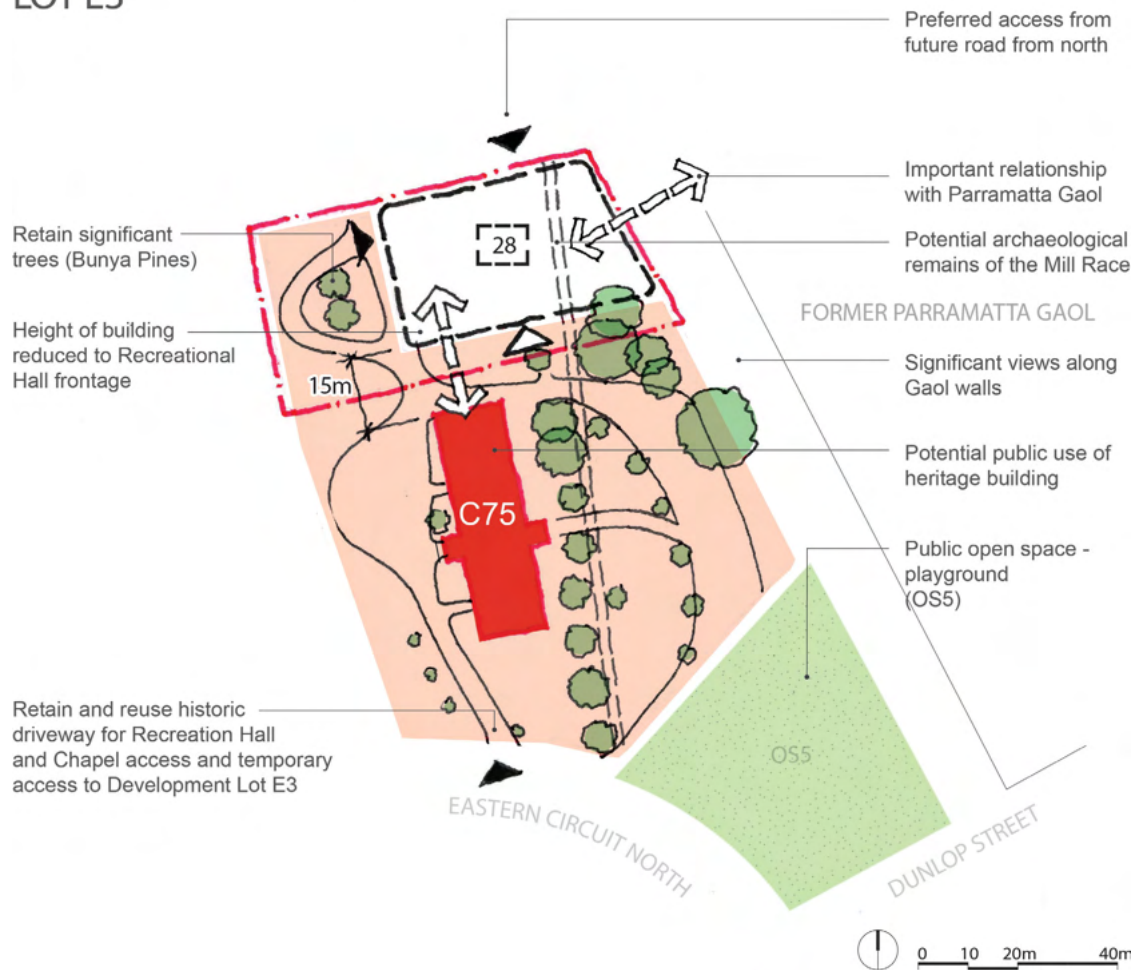 LOT E3
Preferred access from
future road from north
Important relationship
with Parramatta Gaol
Retain significant
trees (Bunya Pines)
28
Potential archaeological
remains of the Mill Race
FORMER PARRAMATTA GAOL
Height of building
reduced to Recreational
Hall frontage
Significant views along
Gaol walls
15m
Potential public use of
heritage building
C75
Public open space -
playground
(OS5)
Retain and reuse historic
driveway for Recreation Hall
and Chapel access and temporary
access to Development Lot E3
OS5
EASTERN CIRCUIT NORTH
DUNLOP STREET
0 10 20m 40m